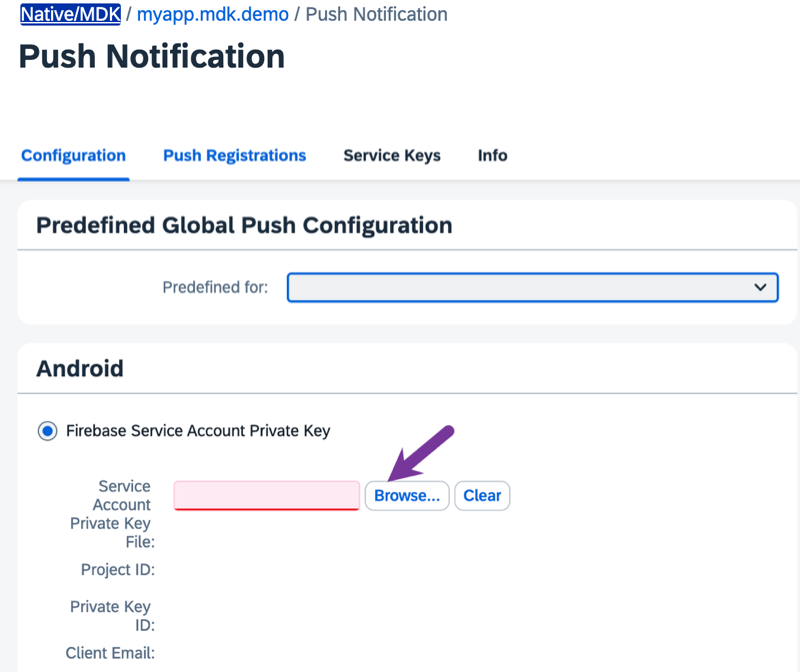 Native/MDK / myapp.mdk.demo / Push Notification
Push Notification
Configuration Push Registrations Service Keys Info
Predefined Global Push Configuration
Predefined for:
Android
Firebase Service Account Private Key
Service
Account
Private Key
File:
Browse... Clear
Project ID:
Private Key
ID:
Client Email: